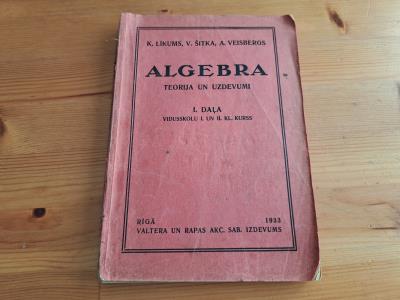 K. LIKUMS, V. ŠITKA, A. VEISBERGS
ALGEBRA
TEORIJA UN UZDEVUMI
I. DAĻA
VIDUSSKOLU I. UN II. KL. KURSS
RĪGĀ 1933
VALTERA UN RAPAS AKC. SAB. IZDEVUMS